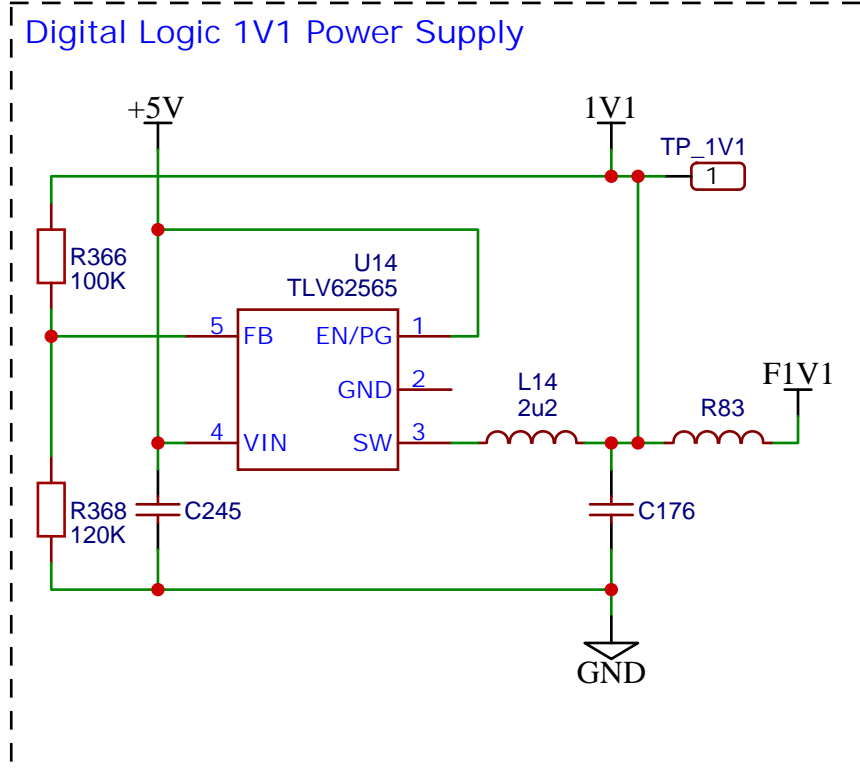 Digital Logic 1V1 Power Supply
+5V
1V1
TP_1V1
1
R366
100K
U14
TLV62565
5
FB
EN/PG
1
GND
2
4
VIN
SW
3
L14
2u2
R83
F1V1
R368
120K
C245
C176
GND